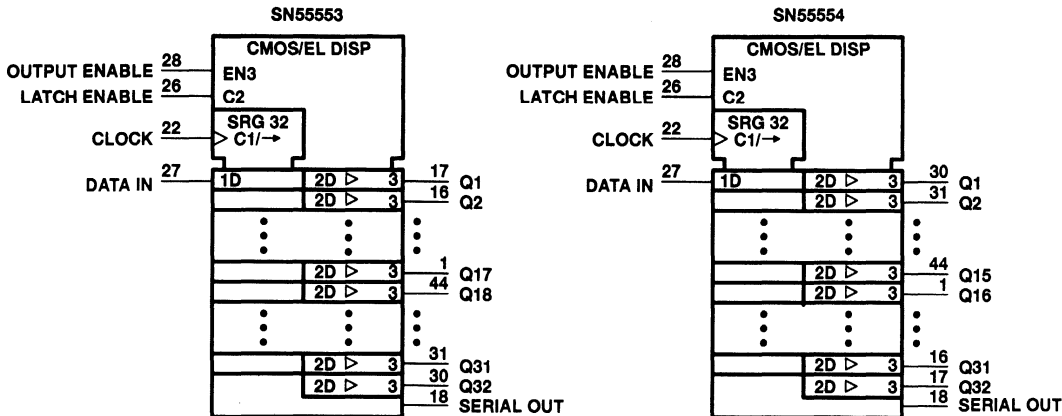 SN55553
CMOS/EL DISP
OUTPUT ENABLE 28 EN3
LATCH ENABLE 26 C2
SRG 32
CLOCK 22 C1/→
DATA IN 27 1D 2D ▷ 3 17 Q1
2D ▷ 3 16 Q2
2D ▷ 3 1 Q17
2D ▷ 3 44 Q18
2D ▷ 3 31 Q31
2D ▷ 3 30 Q32
18 SERIAL OUT
SN55554
CMOS/EL DISP
OUTPUT ENABLE 28 EN3
LATCH ENABLE 26 C2
SRG 32
CLOCK 22 C1/→
DATA IN 27 1D 2D ▷ 3 30 Q1
2D ▷ 3 31 Q2
2D ▷ 3 44 Q15
2D ▷ 3 1 Q16
2D ▷ 3 16 Q31
2D ▷ 3 17 Q32
18 SERIAL OUT